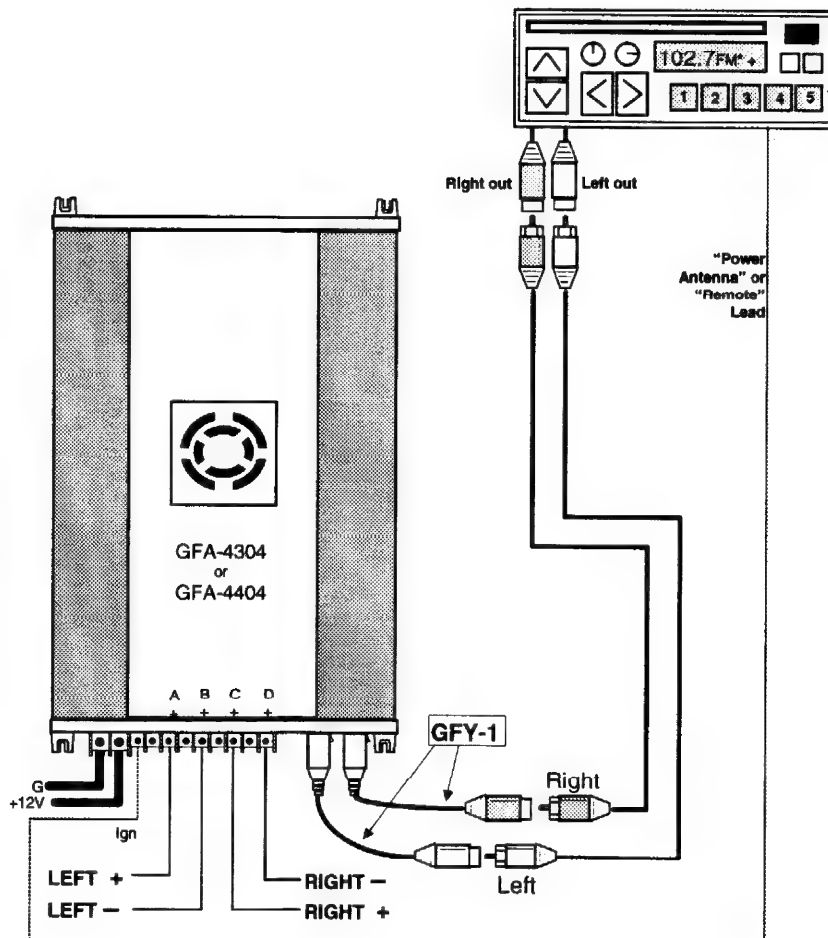 102.7FM* +
1 2 3 4 5
Right out
Left out
"Power
Antenna" or
"Remote"
Lead
GFA-4304
or
GFA-4404
A B C D
+ + + +
GFY-1
G
+12V
Ign
Right
Left
LEFT +
LEFT −
RIGHT −
RIGHT +